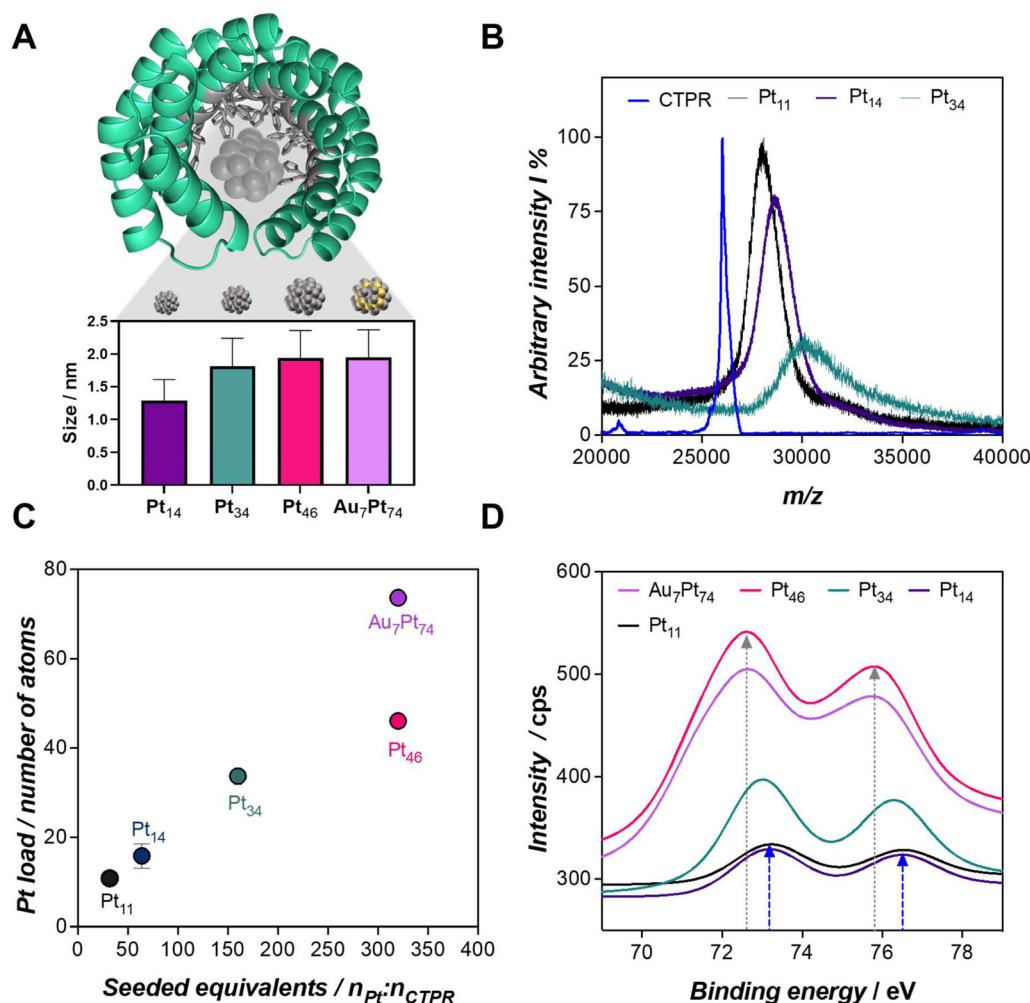 A
2.5
2.0
1.5
1.0
0.5
0.0
Size / nm
Pt₁₄
Pt₃₄
Pt₄₆
Au₇Pt₇₄
B
CTPR
Pt₁₁
Pt₁₄
Pt₃₄
100
75
50
25
0
Arbitrary intensity I %
20000
25000
30000
35000
40000
m/z
C
80
60
40
20
0
Pt load / number of atoms
Au₇Pt₇₄
Pt₄₆
Pt₃₄
Pt₁₄
Pt₁₁
0
50
100
150
200
250
300
350
400
Seeded equivalents / nPt:nCTPR
D
Au₇Pt₇₄
Pt₄₆
Pt₃₄
Pt₁₄
Pt₁₁
600
500
400
300
Intensity / cps
70
72
74
76
78
Binding energy / eV